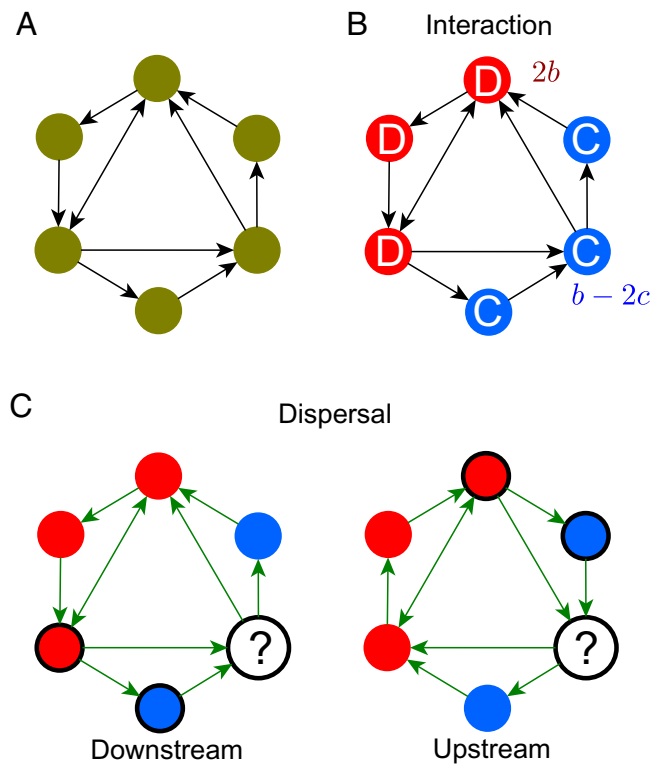 A
B
Interaction
D
2b
D
C
D
C
C
b − 2c
C
Dispersal
?
?
Downstream
Upstream